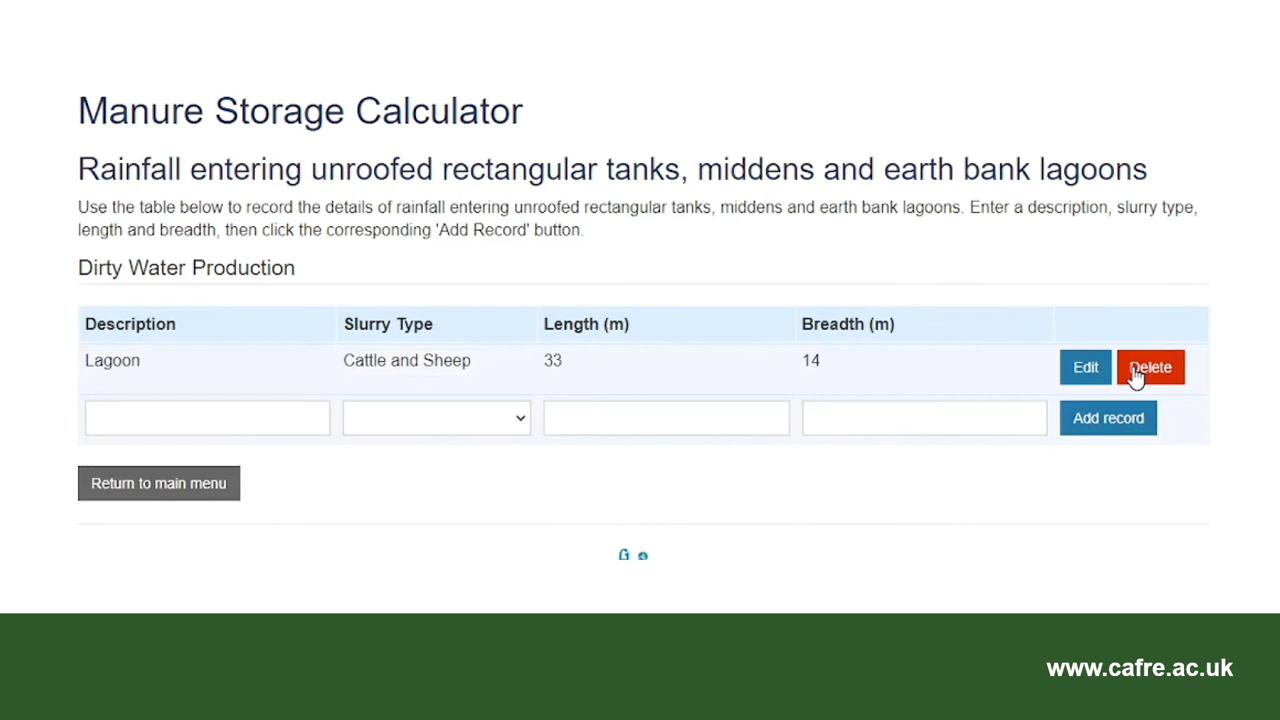 Manure Storage Calculator
Rainfall entering unroofed rectangular tanks, middens and earth bank lagoons
Use the table below to record the details of rainfall entering unroofed rectangular tanks, middens and earth bank lagoons. Enter a description, slurry type,
length and breadth, then click the corresponding 'Add Record' button.
Dirty Water Production
Description Slurry Type Length (m) Breadth (m)
Lagoon Cattle and Sheep 33 14 Edit Delete
Add record
Return to main menu
www.cafre.ac.uk